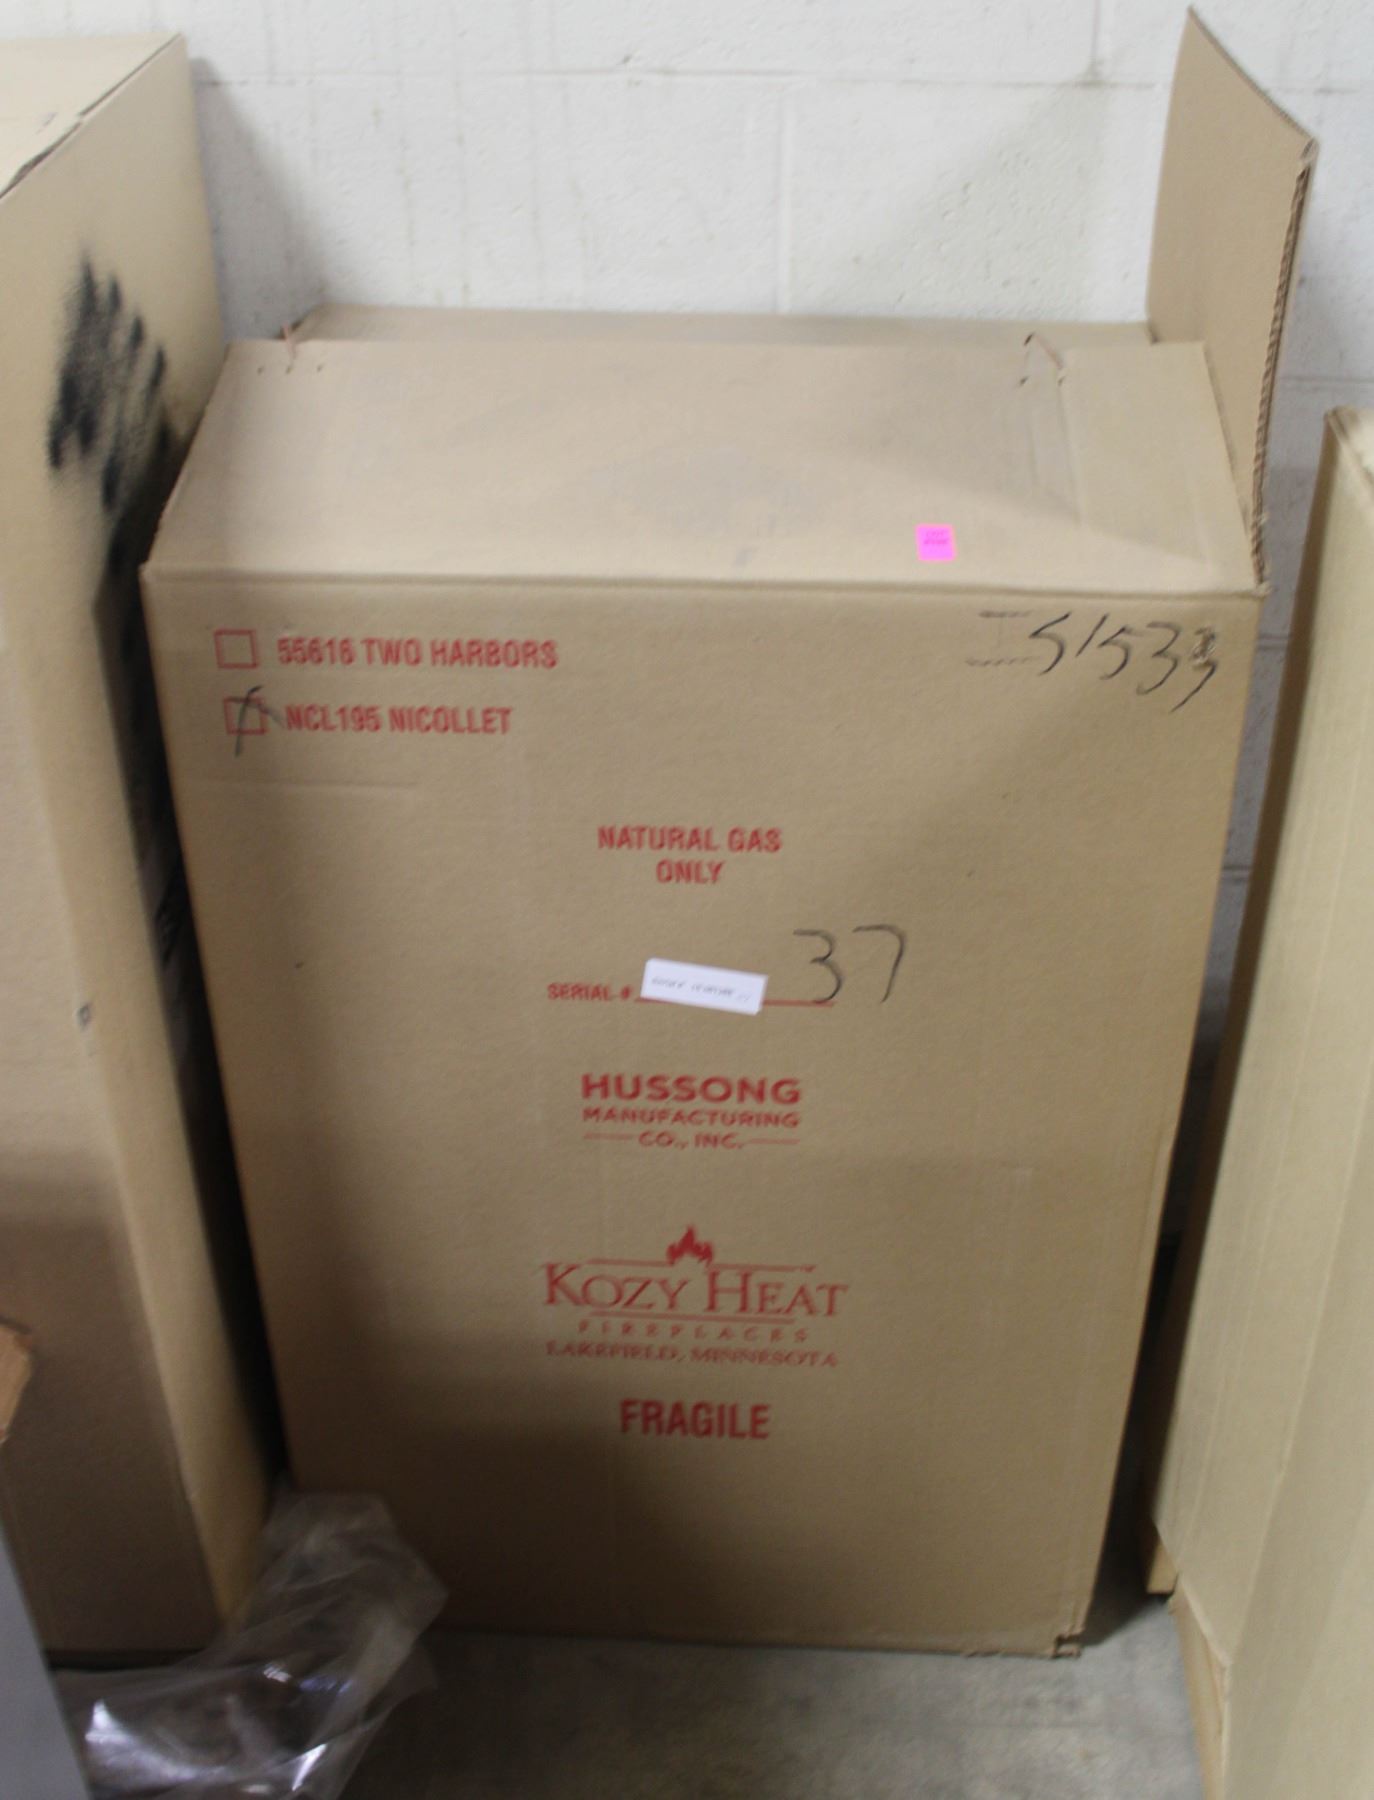 55616 TWO HARBORS
NCL195 NICOLLET
NATURAL GAS
ONLY
37
SERIAL #
HUSSONG
MANUFACTURING
CO., INC.
KOZY HEAT
FIREPLACES
LAKEFIELD, MINNESOTA
FRAGILE